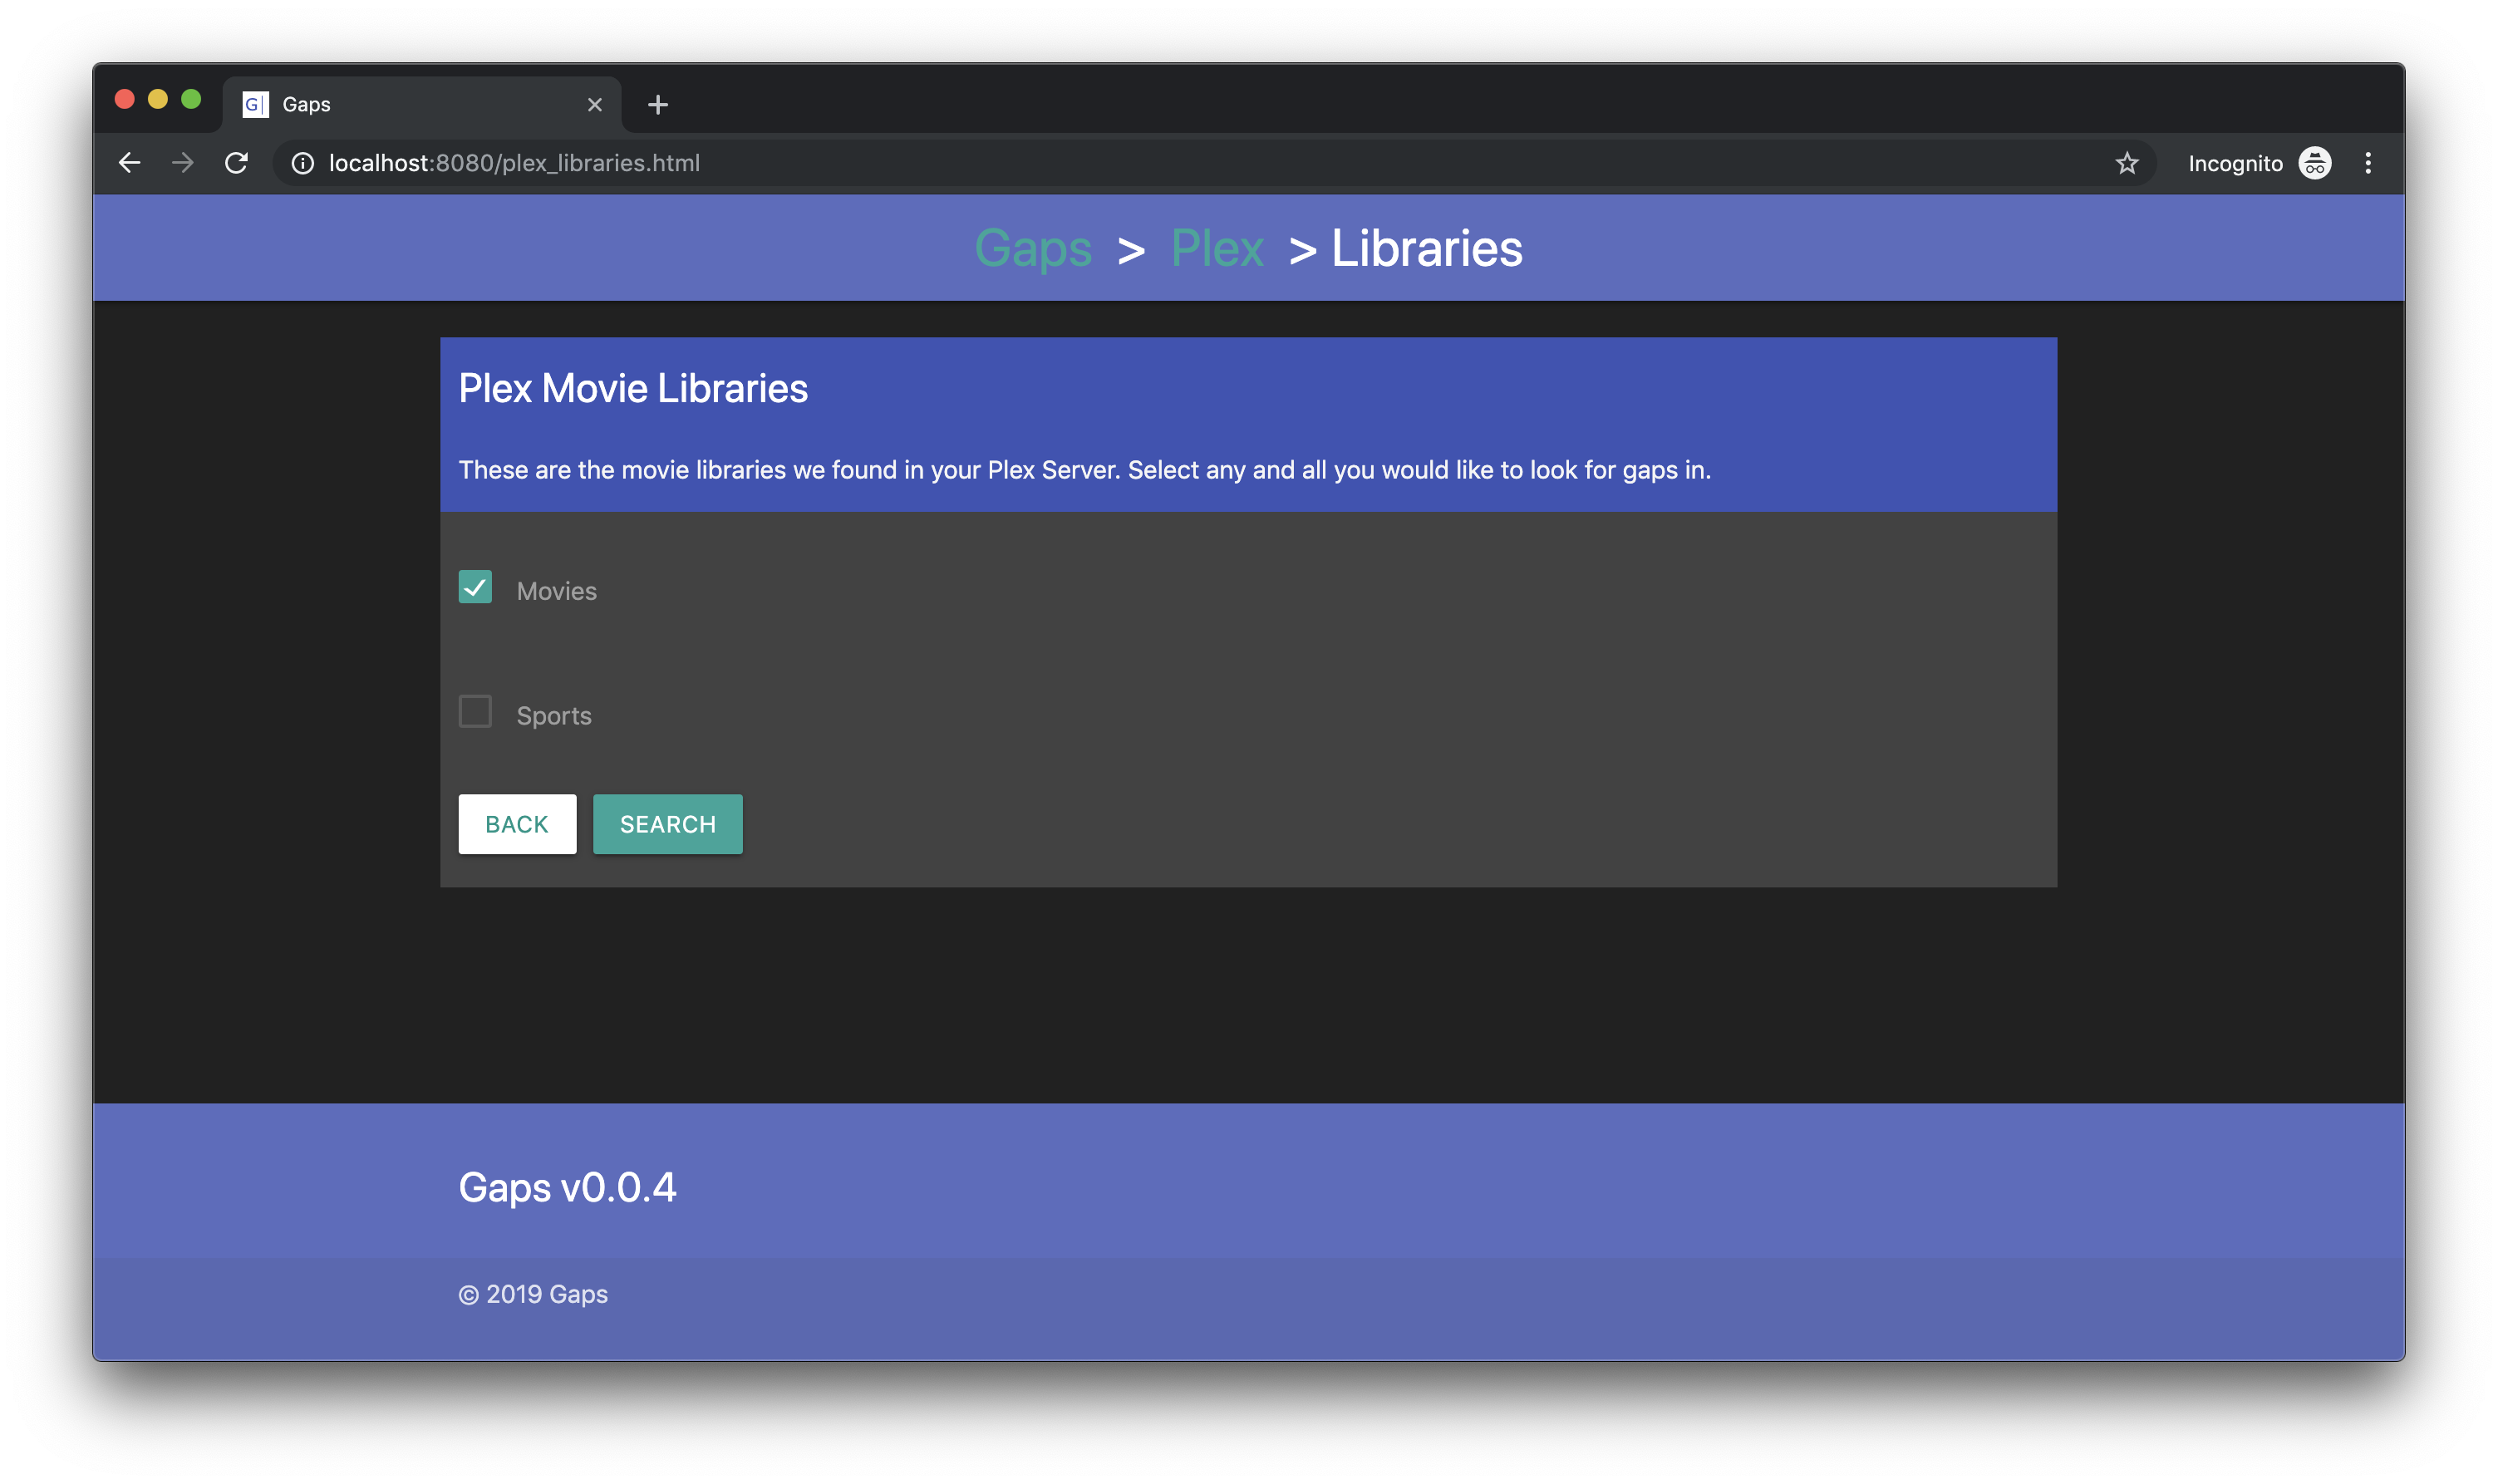 G| Gaps
localhost:8080/plex_libraries.html
Incognito
Gaps > Plex > Libraries
Plex Movie Libraries
These are the movie libraries we found in your Plex Server. Select any and all you would like to look for gaps in.
Movies
Sports
BACK SEARCH
Gaps v0.0.4
© 2019 Gaps